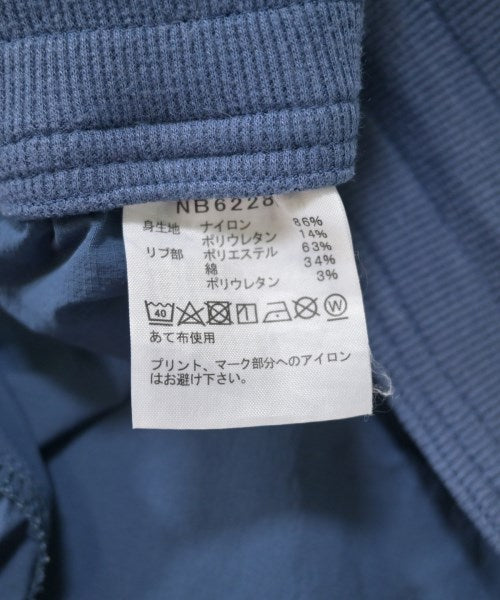 NB6228
身生地 ナイロン 86%
ポリウレタン 14%
リブ部 ポリエステル 63%
綿 34%
ポリウレタン 3%
40 W
あて布使用
プリント、マーク部分へのアイロン
はお避け下さい。